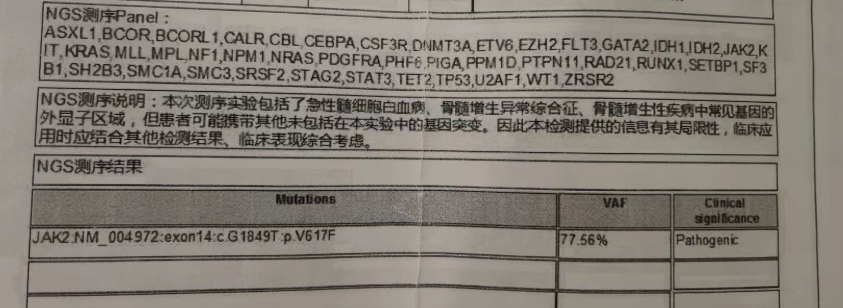 NGS测序Panel：
ASXL1,BCOR,BCORL1,CALR,CBL,CEBPA,CSF3R,DNMT3A,ETV6,EZH2,FLT3,GATA2,IDH1,IDH2,JAK2,K
IT,KRAS,MLL,MPL,NF1,NPM1,NRAS,PDGFRA,PHF6,PIGA,PPM1D,PTPN11,RAD21,RUNX1,SETBP1,SF3
B1,SH2B3,SMC1A,SMC3,SRSF2,STAG2,STAT3,TET2,TP53,U2AF1,WT1,ZRSR2
NGS测序说明：本次测序实验包括了急性髓细胞白血病、骨髓增生异常综合征、骨髓增生性疾病中常见基因的
外显子区域，但患者可能携带其他未包括在本实验中的基因突变。因此本检测提供的信息有其局限性，临床应
用时应结合其他检测结果、临床表现综合考虑。
NGS测序结果
Mutations VAF Clinical
significance
JAK2:NM_004972:exon14:c.G1849T:p.V617F 77.56% Pathogenic